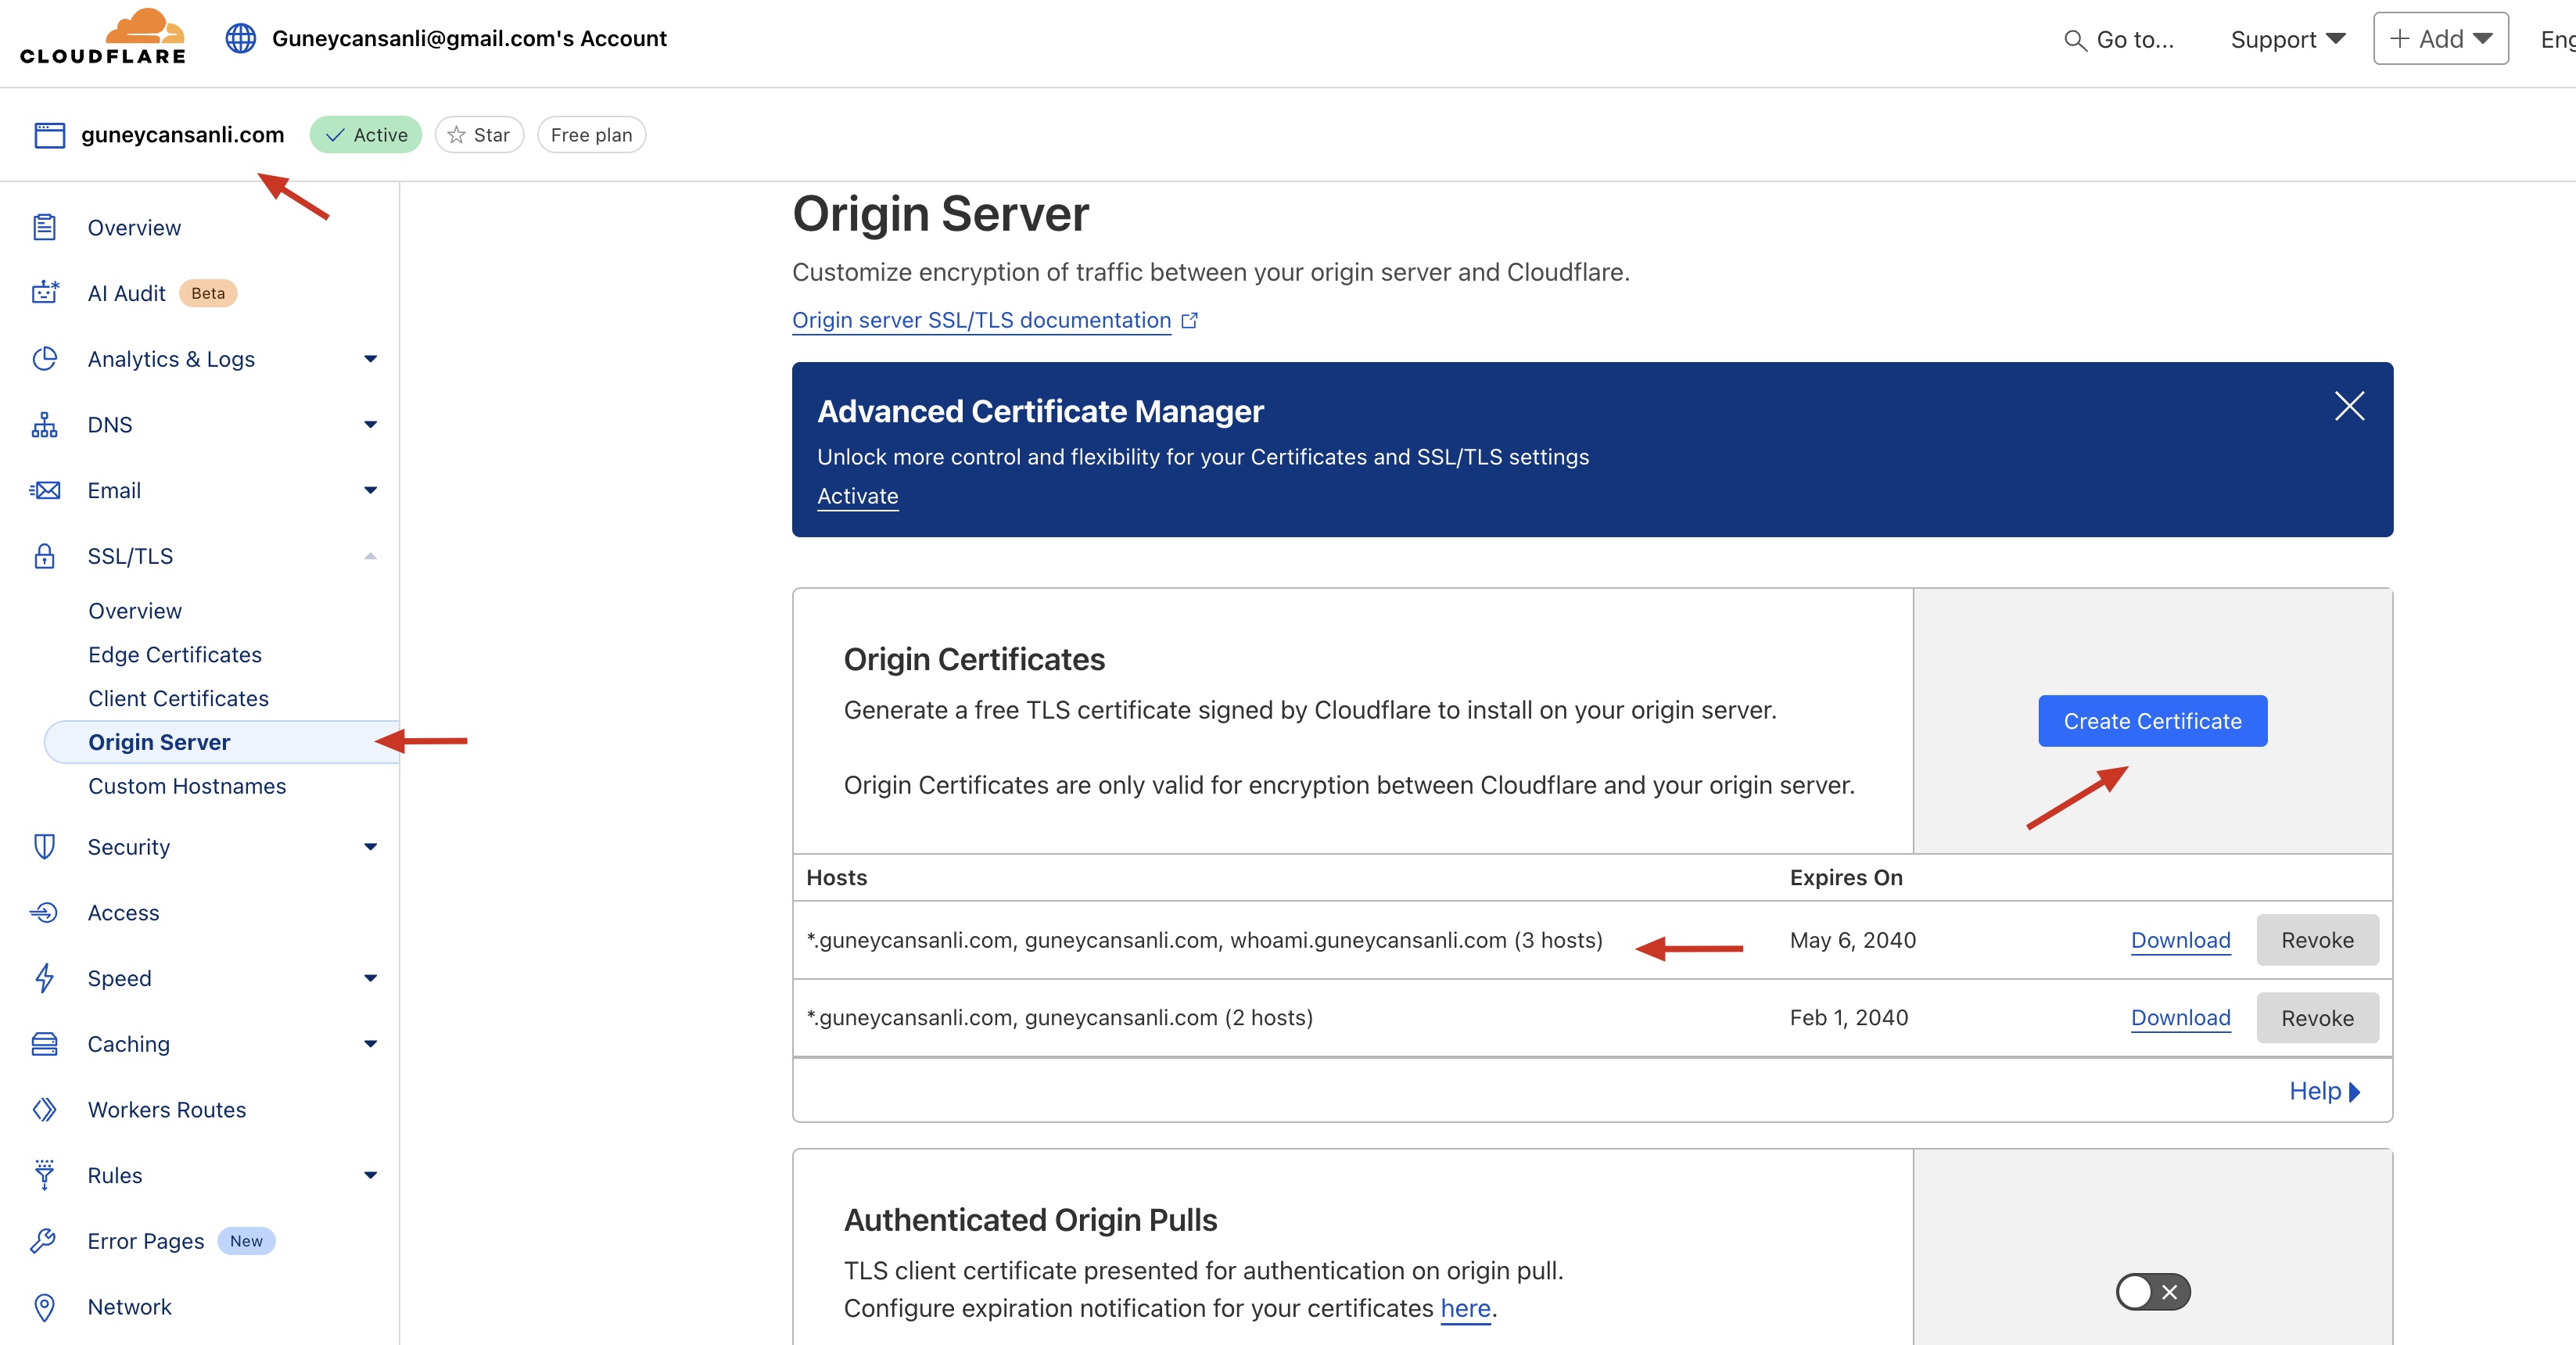 CLOUDFLARE
Guneycansanli@gmail.com's Account
Go to...
Support
+ Add
guneycansanli.com
Active
Star
Free plan
Overview
AI Audit Beta
Analytics & Logs
DNS
Email
SSL/TLS
Overview
Edge Certificates
Client Certificates
Origin Server
Custom Hostnames
Security
Access
Speed
Caching
Workers Routes
Rules
Error Pages New
Network
Origin Server
Customize encryption of traffic between your origin server and Cloudflare.
Origin server SSL/TLS documentation
Advanced Certificate Manager
Unlock more control and flexibility for your Certificates and SSL/TLS settings
Activate
Origin Certificates
Generate a free TLS certificate signed by Cloudflare to install on your origin server.
Origin Certificates are only valid for encryption between Cloudflare and your origin server.
Create Certificate
Hosts Expires On
*.guneycansanli.com, guneycansanli.com, whoami.guneycansanli.com (3 hosts) May 6, 2040 Download Revoke
*.guneycansanli.com, guneycansanli.com (2 hosts) Feb 1, 2040 Download Revoke
Help
Authenticated Origin Pulls
TLS client certificate presented for authentication on origin pull.
Configure expiration notification for your certificates here.